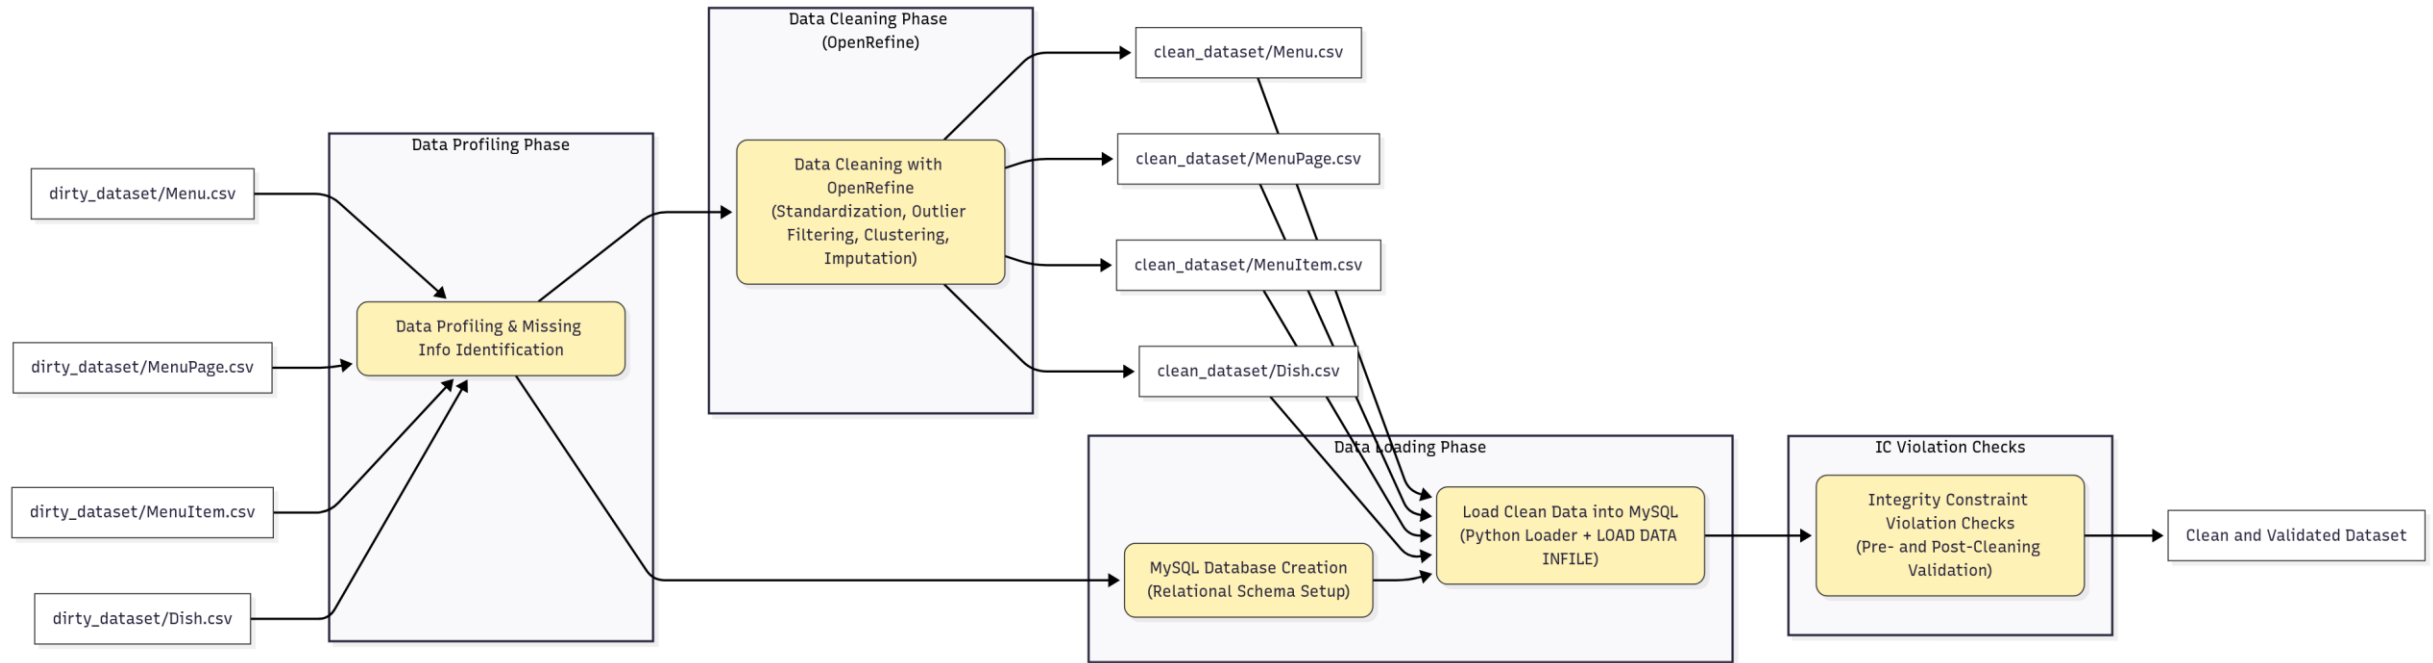 dirty_dataset/Menu.csv
dirty_dataset/MenuPage.csv
dirty_dataset/MenuItem.csv
dirty_dataset/Dish.csv
Data Profiling Phase
Data Profiling & Missing
Info Identification
Data Cleaning Phase
(OpenRefine)
Data Cleaning with
OpenRefine
(Standardization, Outlier
Filtering, Clustering,
Imputation)
clean_dataset/Menu.csv
clean_dataset/MenuPage.csv
clean_dataset/MenuItem.csv
clean_dataset/Dish.csv
Data Loading Phase
MySQL Database Creation
(Relational Schema Setup)
Load Clean Data into MySQL
(Python Loader + LOAD DATA
INFILE)
IC Violation Checks
Integrity Constraint
Violation Checks
(Pre- and Post-Cleaning
Validation)
Clean and Validated Dataset